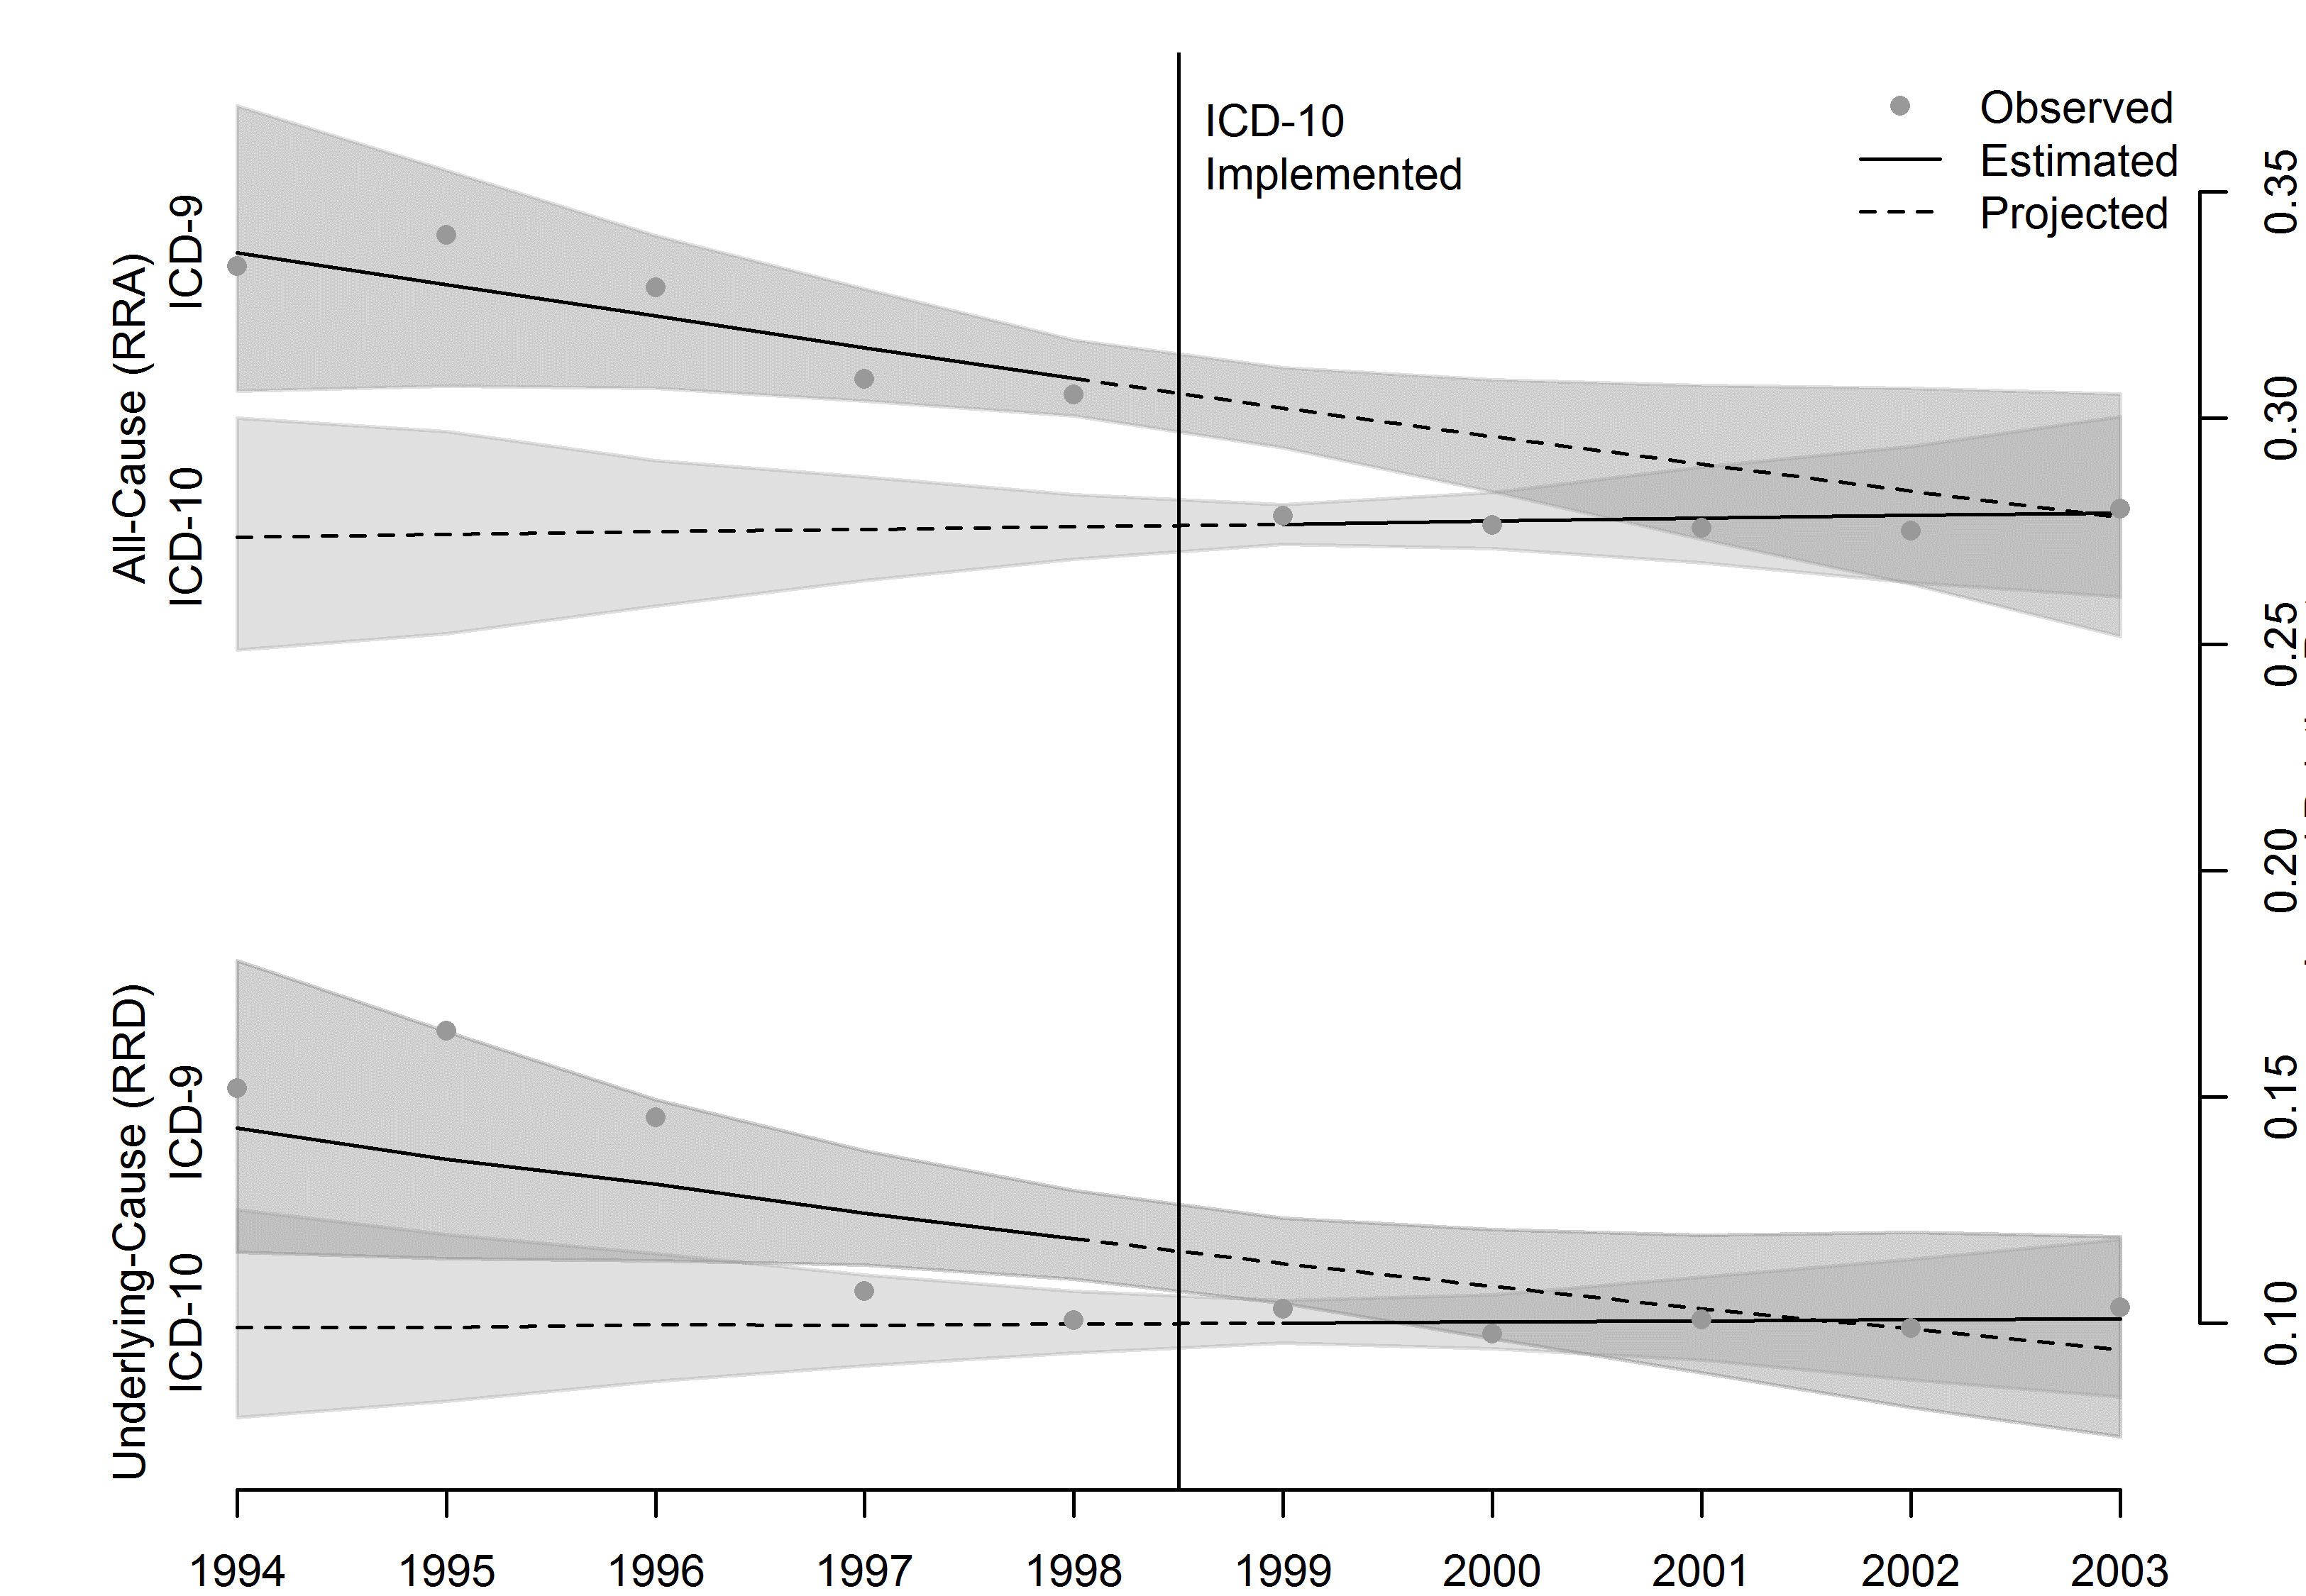 ICD-10
Implemented
Observed
Estimated
Projected
All-Cause (RRA)
ICD-9
ICD-10
Underlying-Cause (RRD)
ICD-9
ICD-10
0.35
0.30
0.25
0.20
0.15
0.10
1994 1995 1996 1997 1998 1999 2000 2001 2002 2003